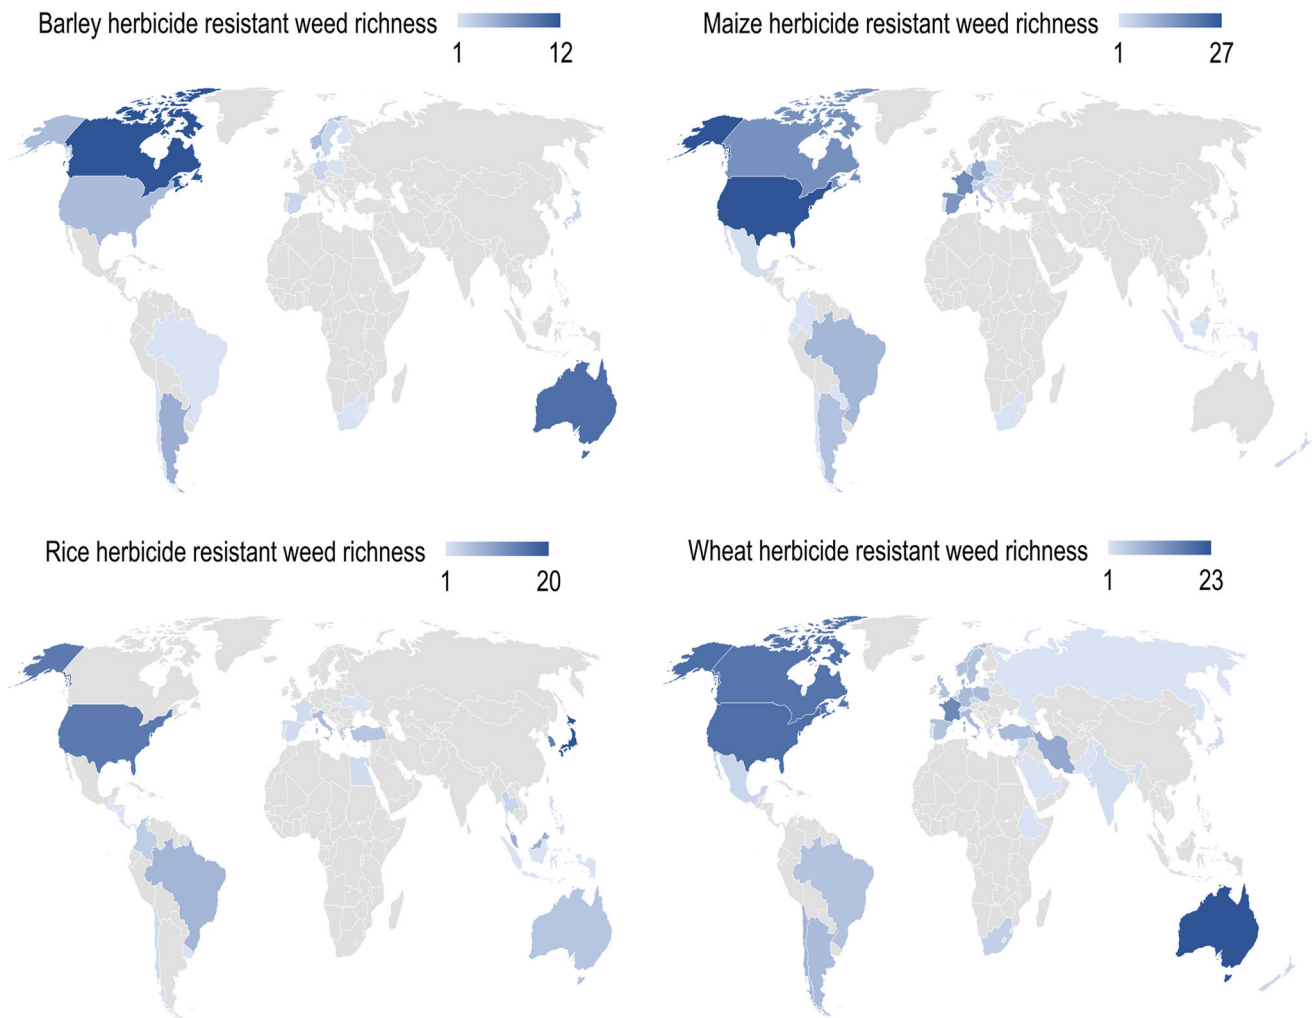 Barley herbicide resistant weed richness
1 12
Maize herbicide resistant weed richness
1 27
Rice herbicide resistant weed richness
1 20
Wheat herbicide resistant weed richness
1 23